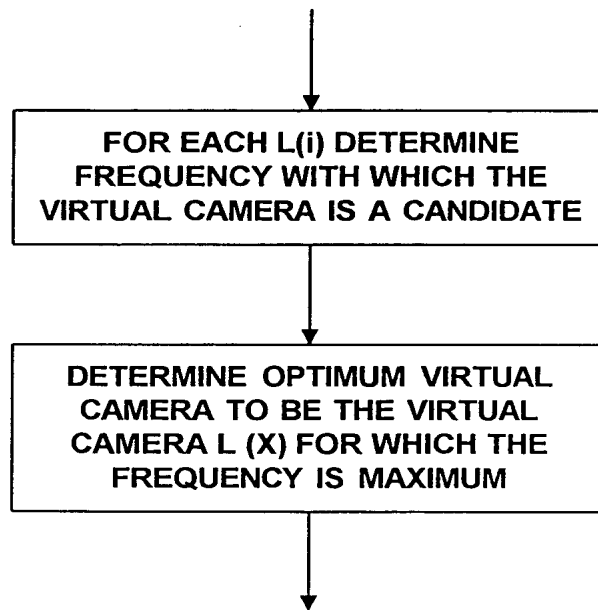 FOR EACH L(i) DETERMINE
FREQUENCY WITH WHICH THE
VIRTUAL CAMERA IS A CANDIDATE
DETERMINE OPTIMUM VIRTUAL
CAMERA TO BE THE VIRTUAL
CAMERA L (X) FOR WHICH THE
FREQUENCY IS MAXIMUM